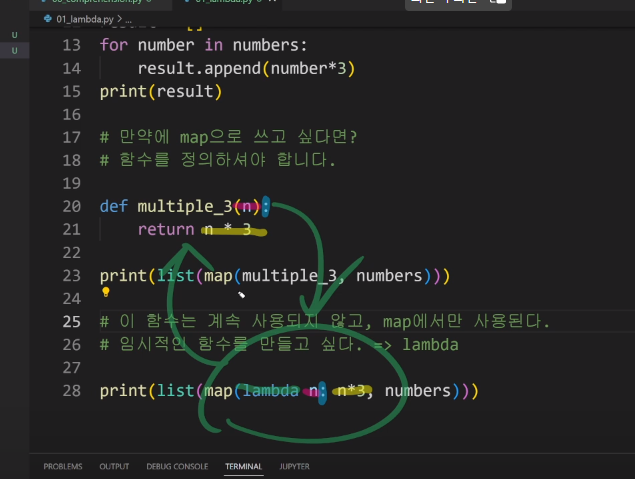 01_lambda.py > ...
U
U
13 for number in numbers:
14 result.append(number*3)
15 print(result)
16
17 # 만약에 map으로 쓰고 싶다면?
18 # 함수를 정의하셔야 합니다.
19
20 def multiple_3(n):
21 return n * 3
22
23 print(list(map(multiple_3, numbers)))
24
25 # 이 함수는 계속 사용되지 않고, map에서만 사용된다.
26 # 임시적인 함수를 만들고 싶다. => lambda
27
28 print(list(map(lambda n: n*3, numbers)))
PROBLEMS OUTPUT DEBUG CONSOLE TERMINAL JUPYTER